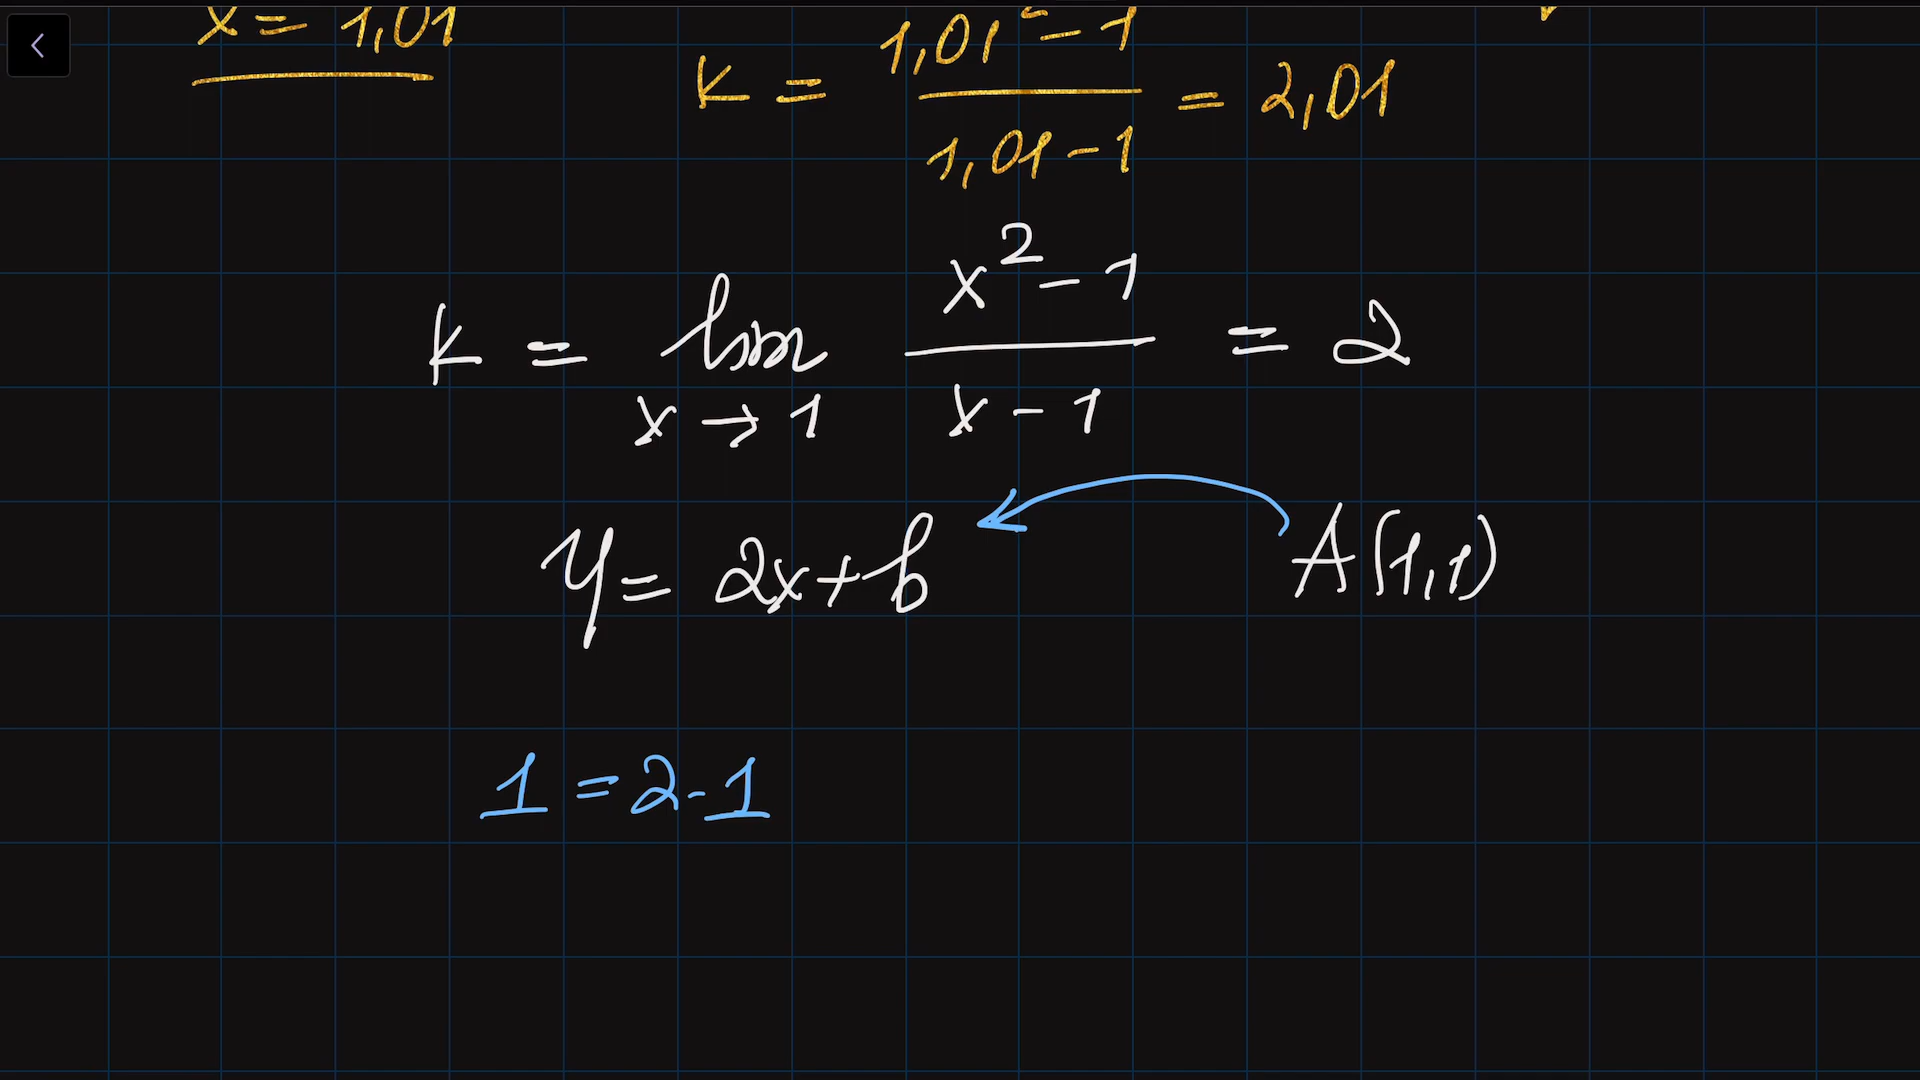 x = 1,01
k = (1,01² - 1) / (1,01 - 1) = 2,01
k = lim x→1 (x² - 1) / (x - 1) = 2
y = 2x + b A(1,1)
1 = 2 - 1